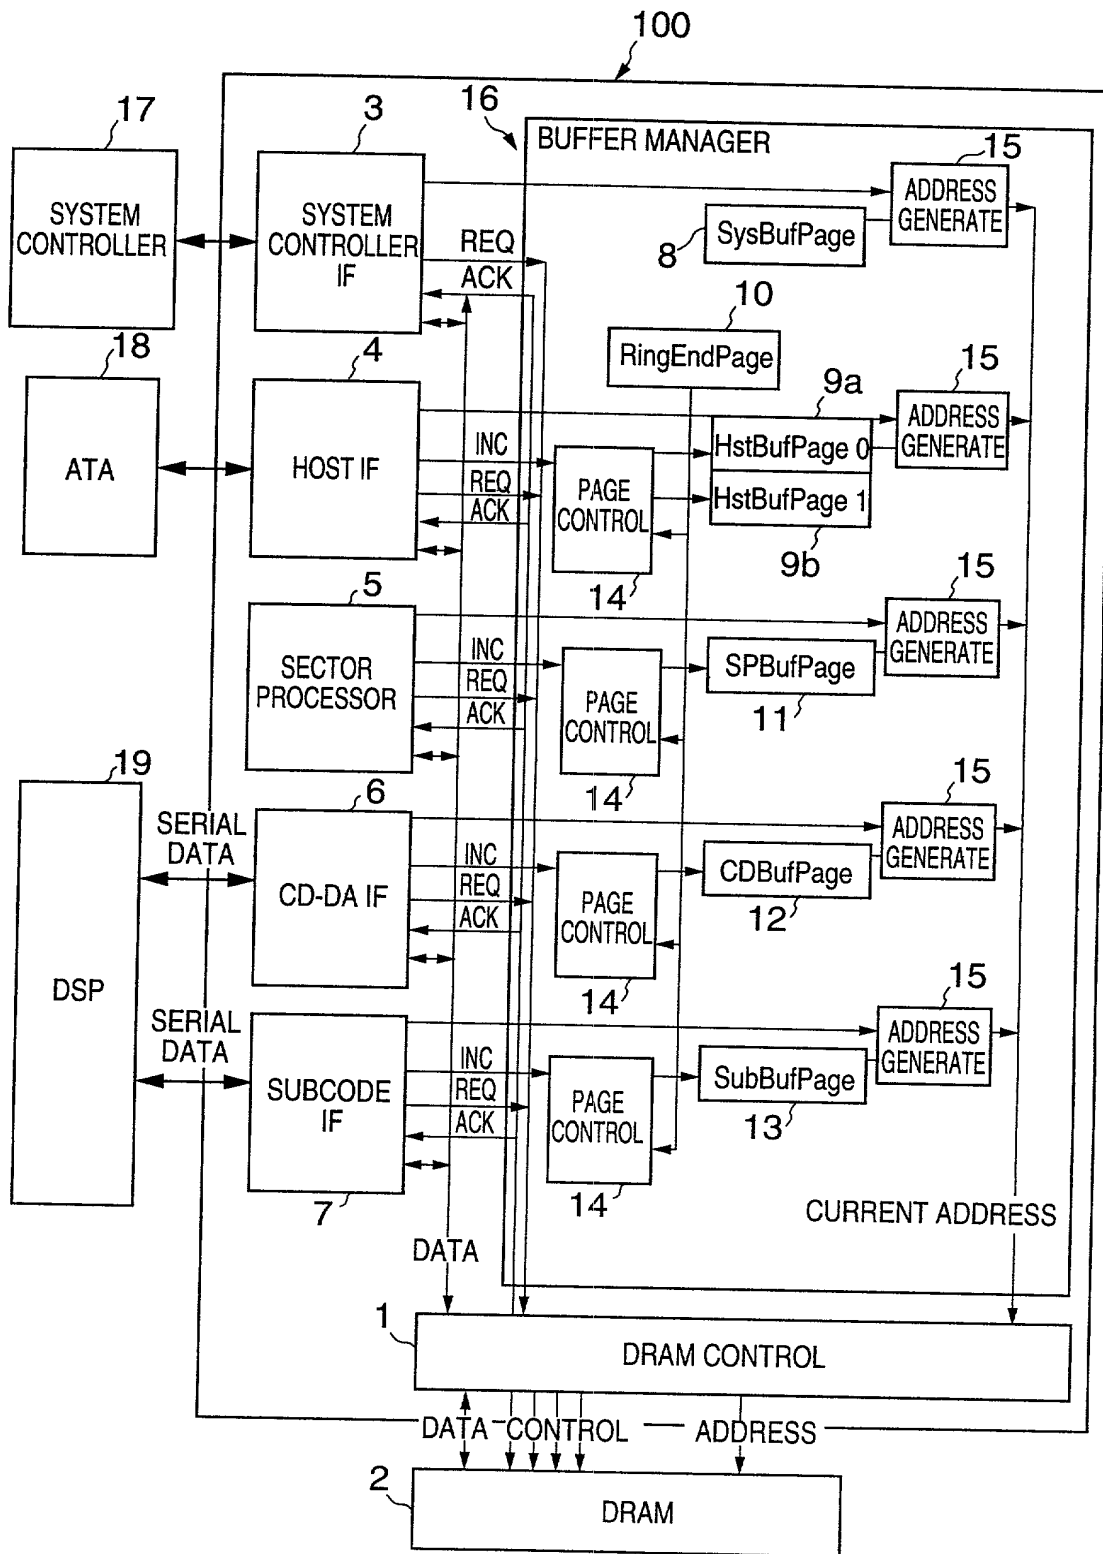 100
17
3
16
BUFFER MANAGER
15
SYSTEM
CONTROLLER
SYSTEM
CONTROLLER
IF
REQ
ACK
ADDRESS
GENERATE
8
SysBufPage
10
RingEndPage
18
4
9a
15
ATA
HOST IF
INC
REQ
ACK
PAGE
CONTROL
14
HstBufPage 0
HstBufPage 1
9b
ADDRESS
GENERATE
5
15
SECTOR
PROCESSOR
INC
REQ
ACK
PAGE
CONTROL
14
SPBufPage
11
ADDRESS
GENERATE
19
6
15
SERIAL
DATA
CD-DA IF
INC
REQ
ACK
PAGE
CONTROL
14
CDBufPage
12
ADDRESS
GENERATE
DSP
15
SERIAL
DATA
SUBCODE
IF
7
INC
REQ
ACK
PAGE
CONTROL
14
SubBufPage
13
ADDRESS
GENERATE
CURRENT ADDRESS
DATA
1
DRAM CONTROL
DATA
CONTROL
ADDRESS
2
DRAM